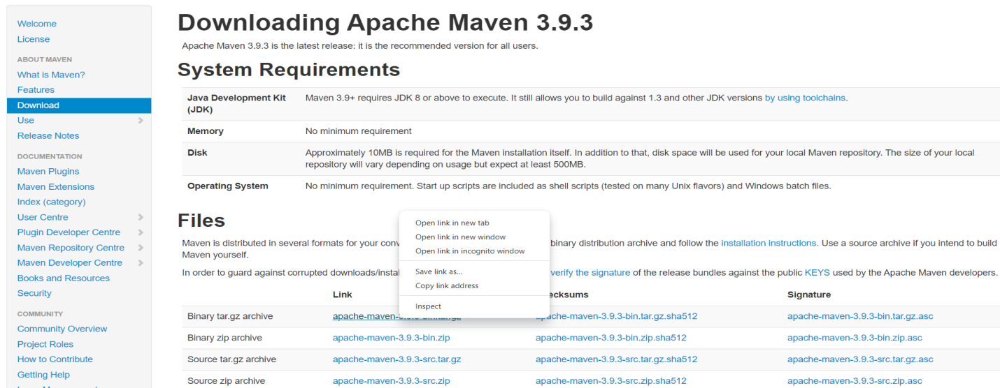 Welcome
License
ABOUT MAVEN
What is Maven?
Features
Download
Use
Release Notes
DOCUMENTATION
Maven Plugins
Maven Extensions
Index (category)
User Centre
Plugin Developer Centre
Maven Repository Centre
Maven Developer Centre
Books and Resources
Security
COMMUNITY
Community Overview
Project Roles
How to Contribute
Getting Help
Downloading Apache Maven 3.9.3
Apache Maven 3.9.3 is the latest release: it is the recommended version for all users.
System Requirements
Java Development Kit (JDK) Maven 3.9+ requires JDK 8 or above to execute. It still allows you to build against 1.3 and other JDK versions by using toolchains.
Memory No minimum requirement
Disk Approximately 10MB is required for the Maven installation itself. In addition to that, disk space will be used for your local Maven repository. The size of your local
repository will vary depending on usage but expect at least 500MB.
Operating System No minimum requirement. Start up scripts are included as shell scripts (tested on many Unix flavors) and Windows batch files.
Files
Maven is distributed in several formats for your binary distribution archive and follow the installation instructions. Use a source archive if you intend to build
Maven yourself.
In order to guard against corrupted verify the signature of the release bundles against the public KEYS used by the Apache Maven developers.
Open link in new tab
Open link in new window
Open link in incognito window
Save link as...
Copy link address
Inspect
Link Signature
Binary tar.gz archive apache-maven-3.9.3-bin.tar.gz.sha512 apache-maven-3.9.3-bin.tar.gz.asc
Binary zip archive apache-maven-3.9.3-bin.zip apache-maven-3.9.3-bin.zip.sha512 apache-maven-3.9.3-bin.zip.asc
Source tar.gz archive apache-maven-3.9.3-src.tar.gz apache-maven-3.9.3-src.tar.gz.sha512 apache-maven-3.9.3-src.tar.gz.asc
Source zip archive apache-maven-3.9.3-src.zip apache-maven-3.9.3-src.zip.sha512 apache-maven-3.9.3-src.zip.asc